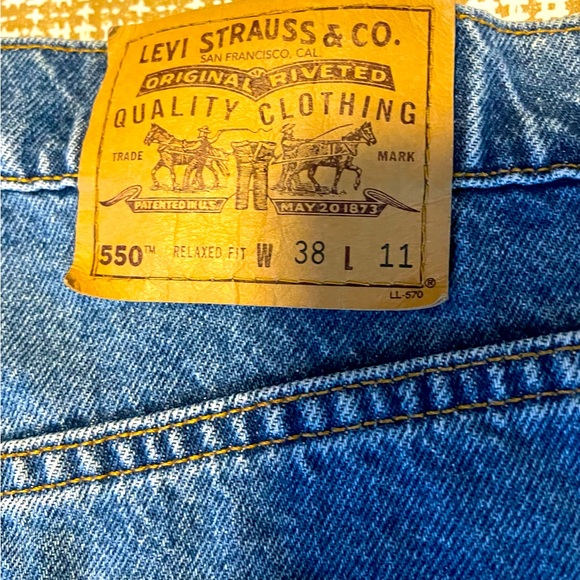 LEVI STRAUSS & CO.
SAN FRANCISCO, CAL.
ORIGINAL RIVETED
QUALITY CLOTHING
TRADE MARK
PATENTED IN U.S. MAY 20 1873
550™ RELAXED FIT W 38 L 11
LL-570 ®